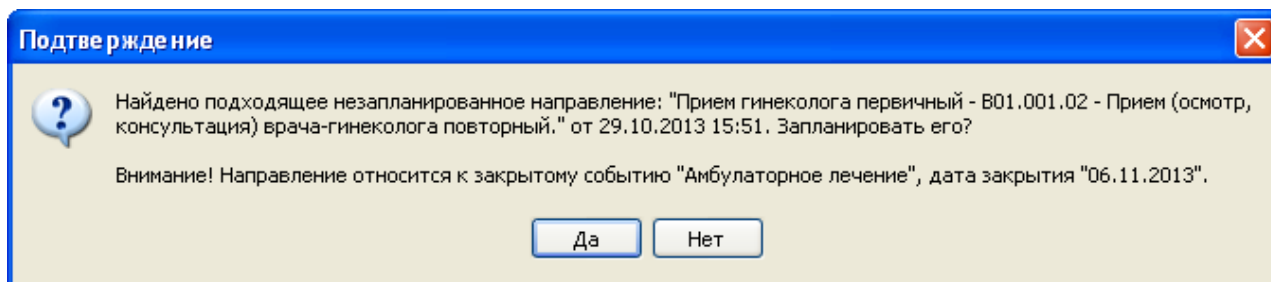 Подтверждение
Найдено подходящее незапланированное направление: "Прием гинеколога первичный - B01.001.02 - Прием (осмотр,
консультация) врача-гинеколога повторный." от 29.10.2013 15:51. Запланировать его?
Внимание! Направление относится к закрытому событию "Амбулаторное лечение", дата закрытия "06.11.2013".
Да
Нет